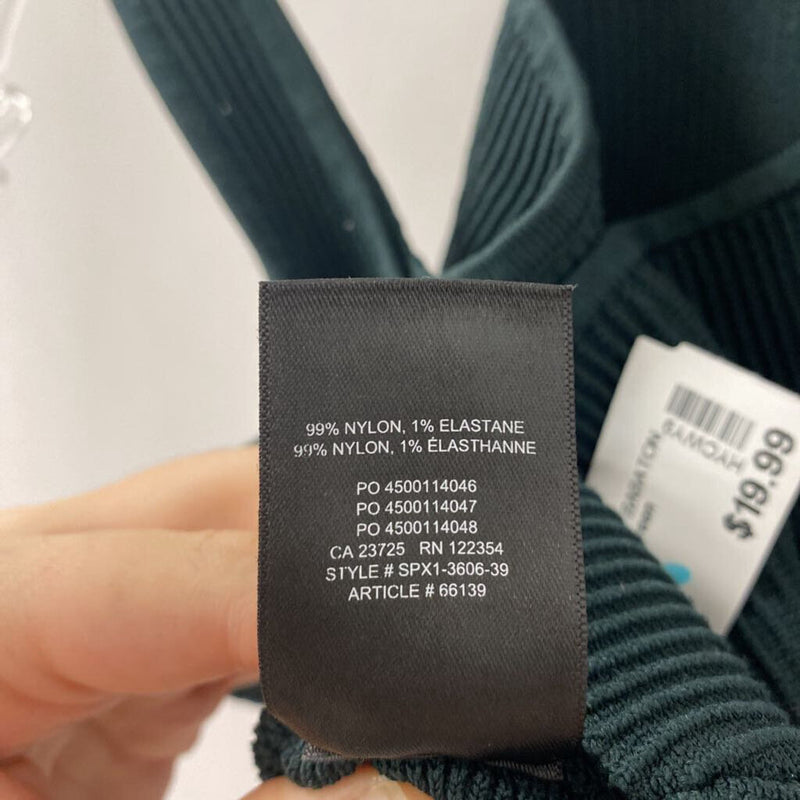 99% NYLON, 1% ELASTANE
99% NYLON, 1% ÉLASTHANNE
PO 4500114046
PO 4500114047
PO 4500114048
CA 23725 RN 122354
STYLE # SPX1-3606-39
ARTICLE # 66139
$19.99